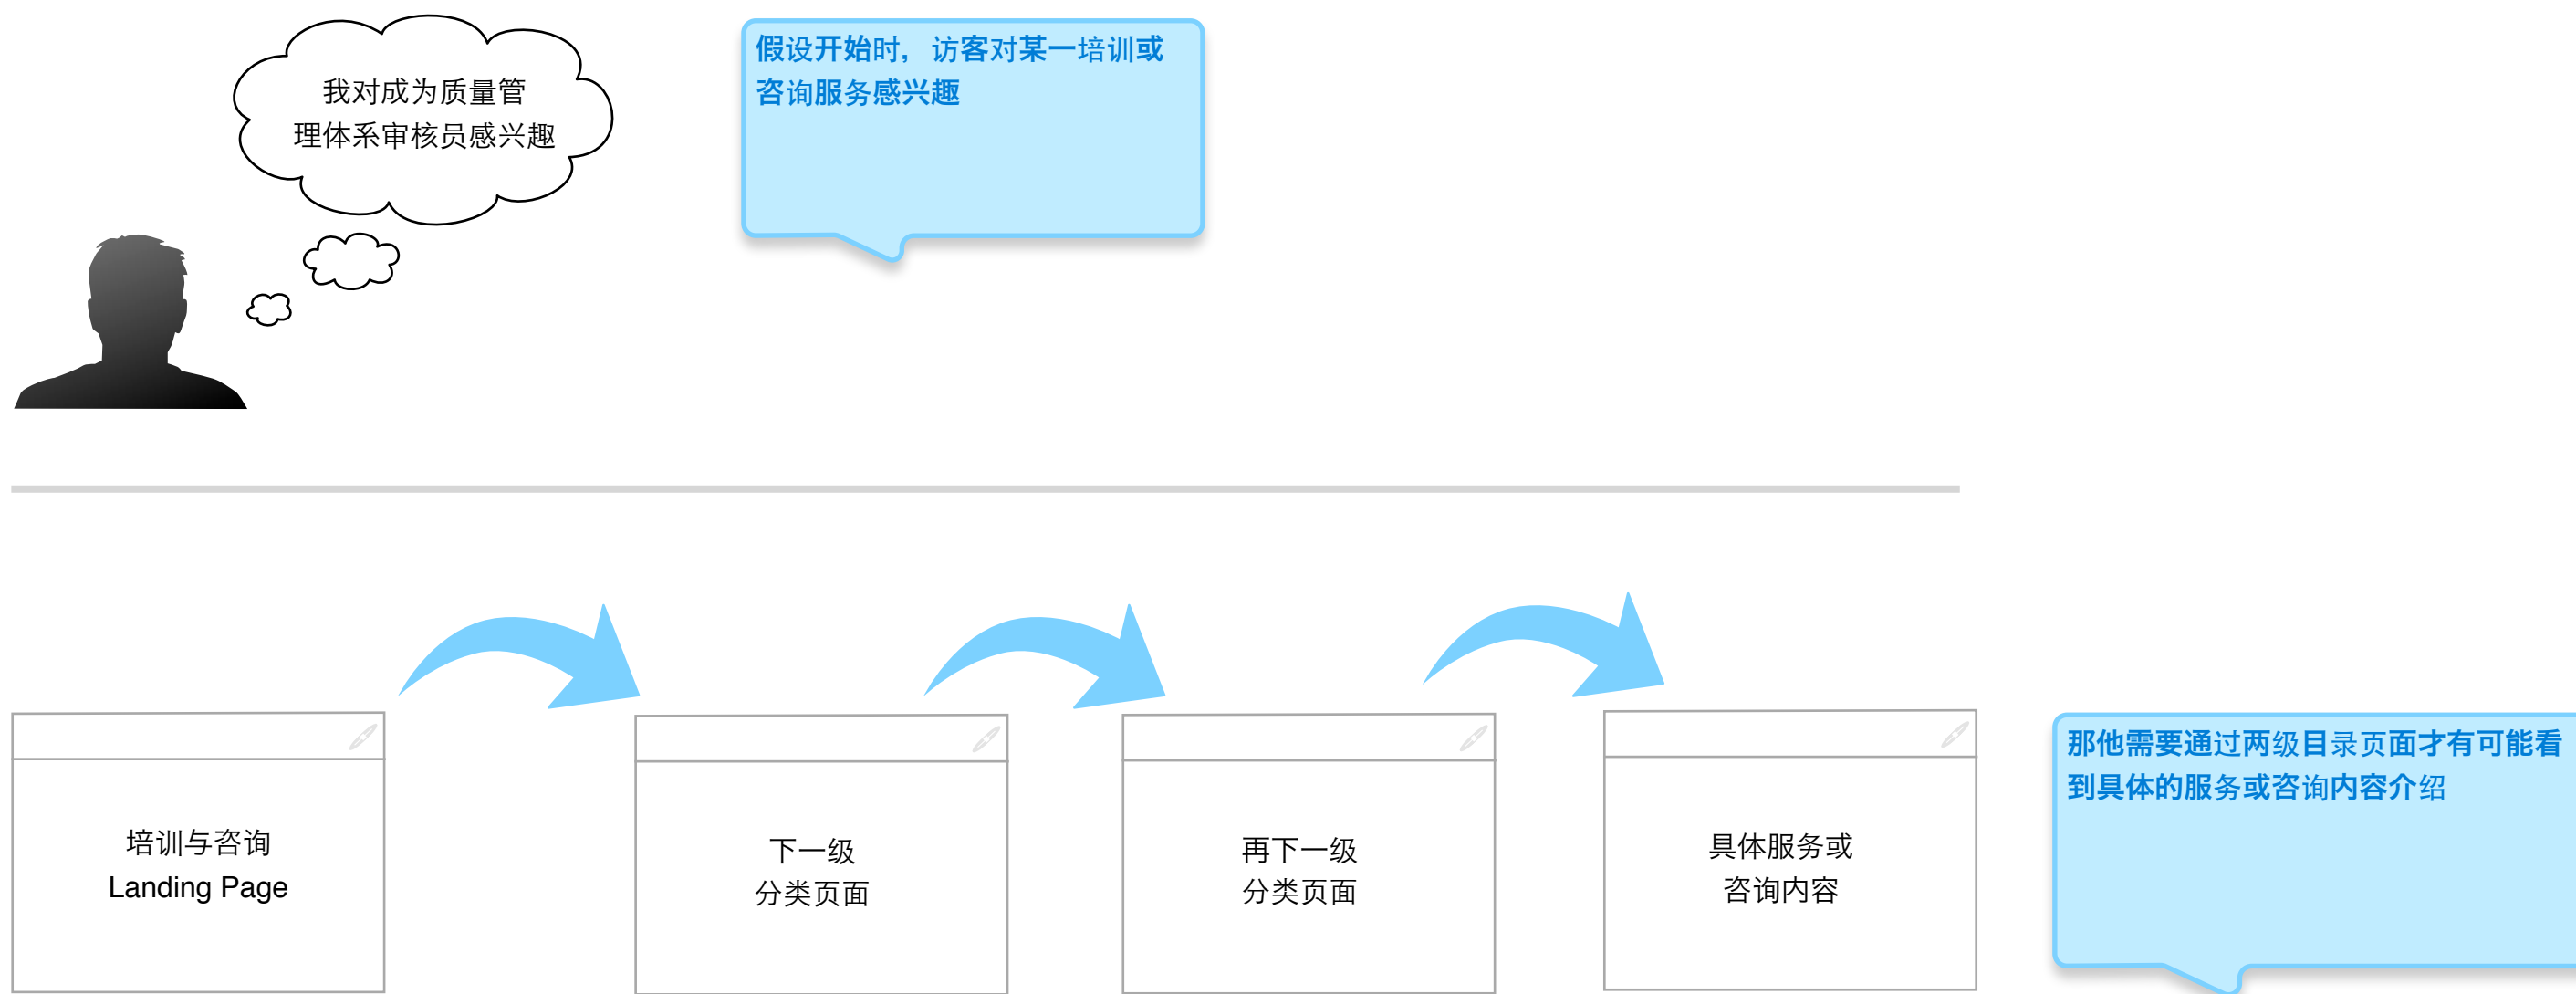 我对成为质量管
理体系审核员感兴趣
假设开始时，访客对某一培训或
咨询服务感兴趣
培训与咨询
Landing Page
下一级
分类页面
再下一级
分类页面
具体服务或
咨询内容
那他需要通过两级目录页面才有可能看
到具体的服务或咨询内容介绍